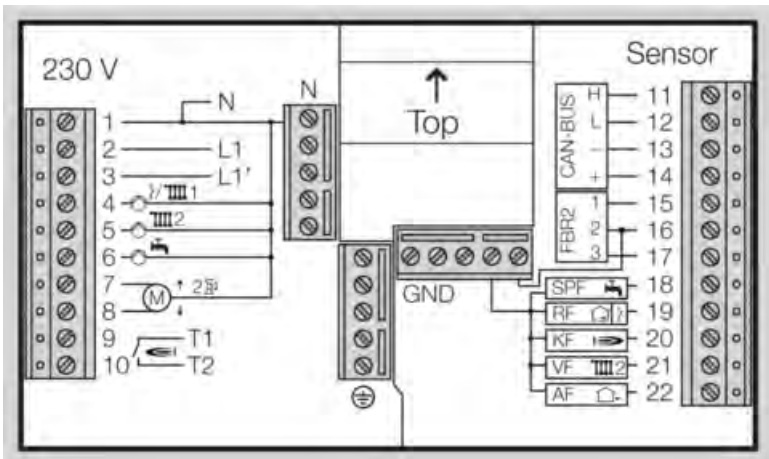 230 V
N
1
N
2
L1
3
L1'
4
1
5
2
6
7
M
2
8
9
T1
10
T2
Top
GND
Sensor
CAN-BUS
H
11
L
12
–
13
+
14
FBR2
1
15
2
16
3
17
SPF
18
RF
19
KF
20
VF
2
21
AF
22